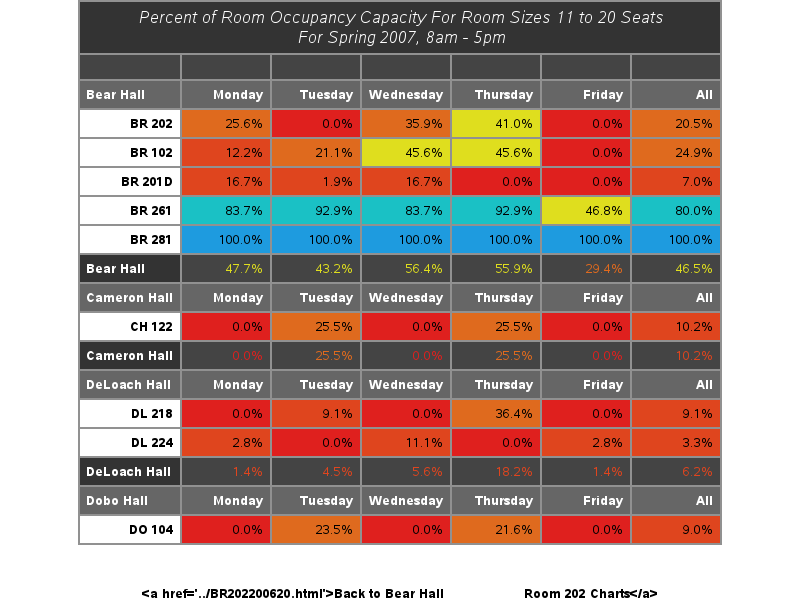 Percent of Room Occupancy Capacity For Room Sizes 11 to 20 Seats
For Spring 2007, 8am - 5pm
Bear Hall Monday Tuesday Wednesday Thursday Friday All
BR 202 25.6% 0.0% 35.9% 41.0% 0.0% 20.5%
BR 102 12.2% 21.1% 45.6% 45.6% 0.0% 24.9%
BR 201D 16.7% 1.9% 16.7% 0.0% 0.0% 7.0%
BR 261 83.7% 92.9% 83.7% 92.9% 46.8% 80.0%
BR 281 100.0% 100.0% 100.0% 100.0% 100.0% 100.0%
Bear Hall 47.7% 43.2% 56.4% 55.9% 29.4% 46.5%
Cameron Hall Monday Tuesday Wednesday Thursday Friday All
CH 122 0.0% 25.5% 0.0% 25.5% 0.0% 10.2%
Cameron Hall 0.0% 25.5% 0.0% 25.5% 0.0% 10.2%
DeLoach Hall Monday Tuesday Wednesday Thursday Friday All
DL 218 0.0% 9.1% 0.0% 36.4% 0.0% 9.1%
DL 224 2.8% 0.0% 11.1% 0.0% 2.8% 3.3%
DeLoach Hall 1.4% 4.5% 5.6% 18.2% 1.4% 6.2%
Dobo Hall Monday Tuesday Wednesday Thursday Friday All
DO 104 0.0% 23.5% 0.0% 21.6% 0.0% 9.0%
<a href='../BR202200620.html'>Back to Bear Hall Room 202 Charts</a>